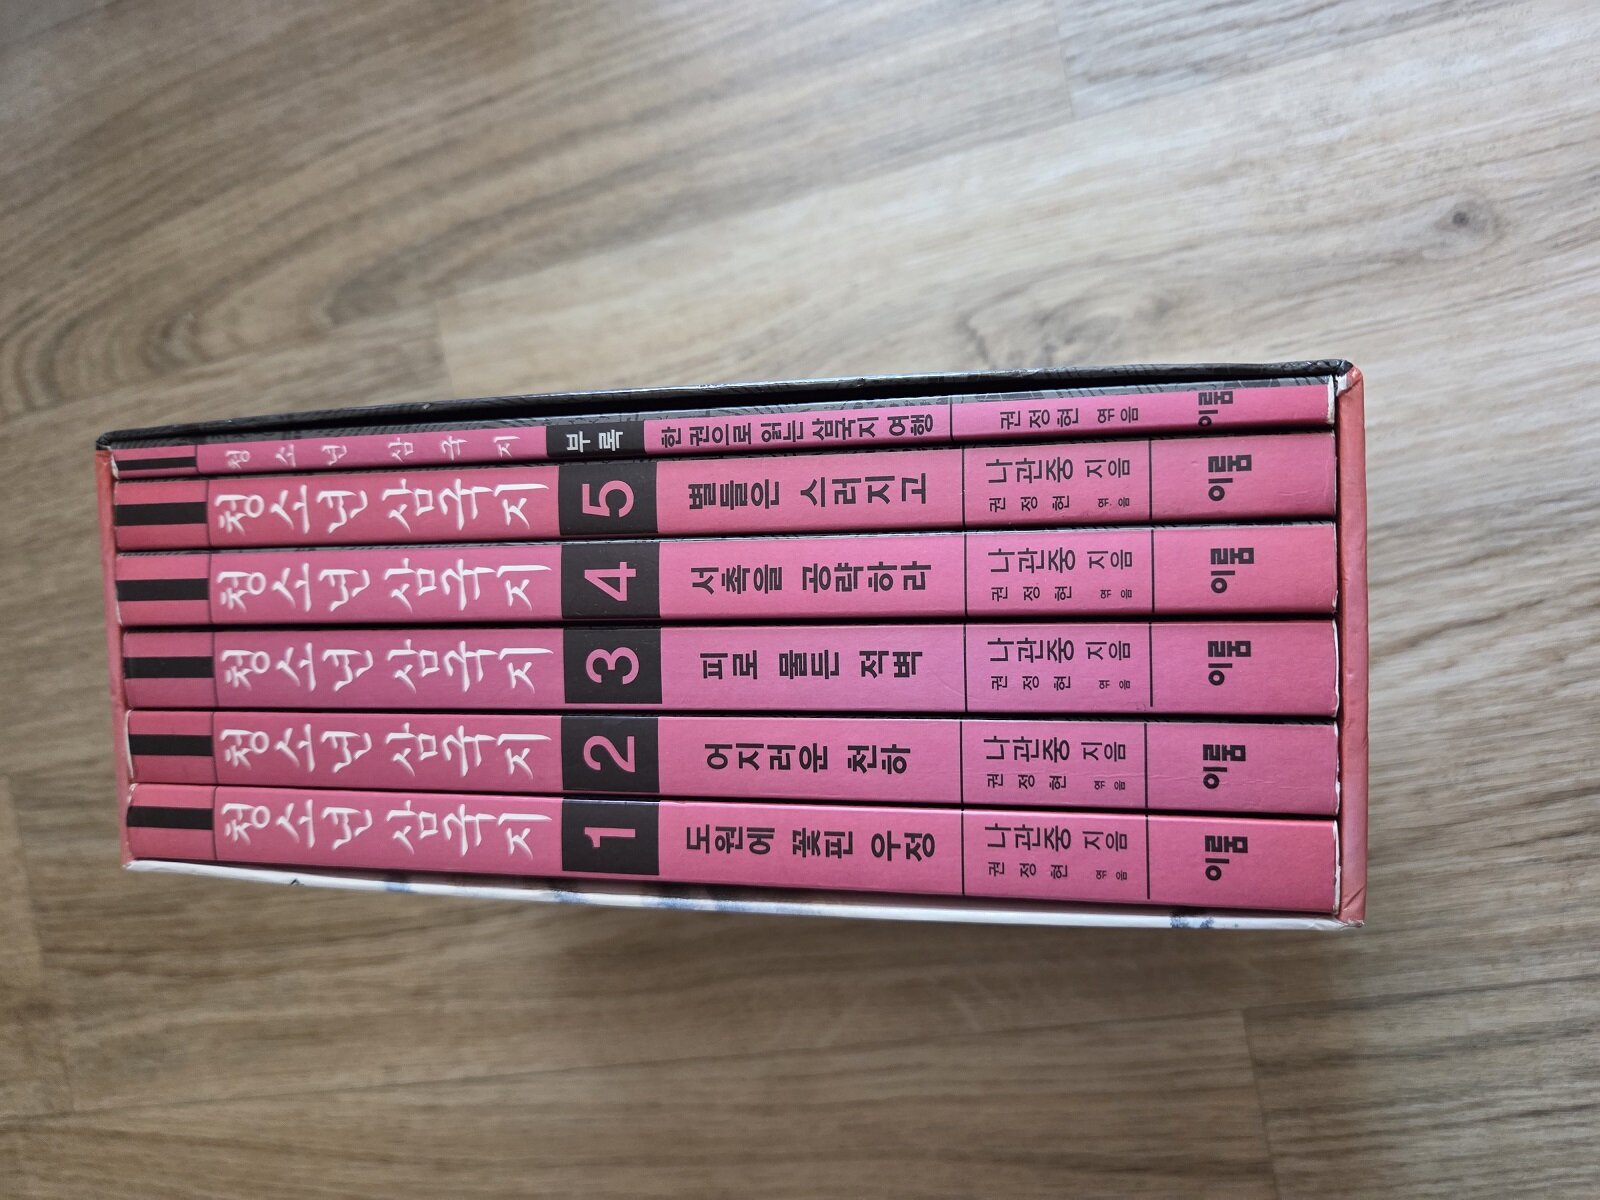 청소년 삼국지 부록 한 권으로 읽는 삼국지 여행 권정현 엮음 이룸
청소년 삼국지 5 별들은 스러지고 나관중 지음 권정현 엮음 이룸
청소년 삼국지 4 서촉을 공략하라 나관중 지음 권정현 엮음 이룸
청소년 삼국지 3 피로 물든 적벽 나관중 지음 권정현 엮음 이룸
청소년 삼국지 2 어지러운 천하 나관중 지음 권정현 엮음 이룸
청소년 삼국지 1 도원에 꽃핀 우정 나관중 지음 권정현 엮음 이룸